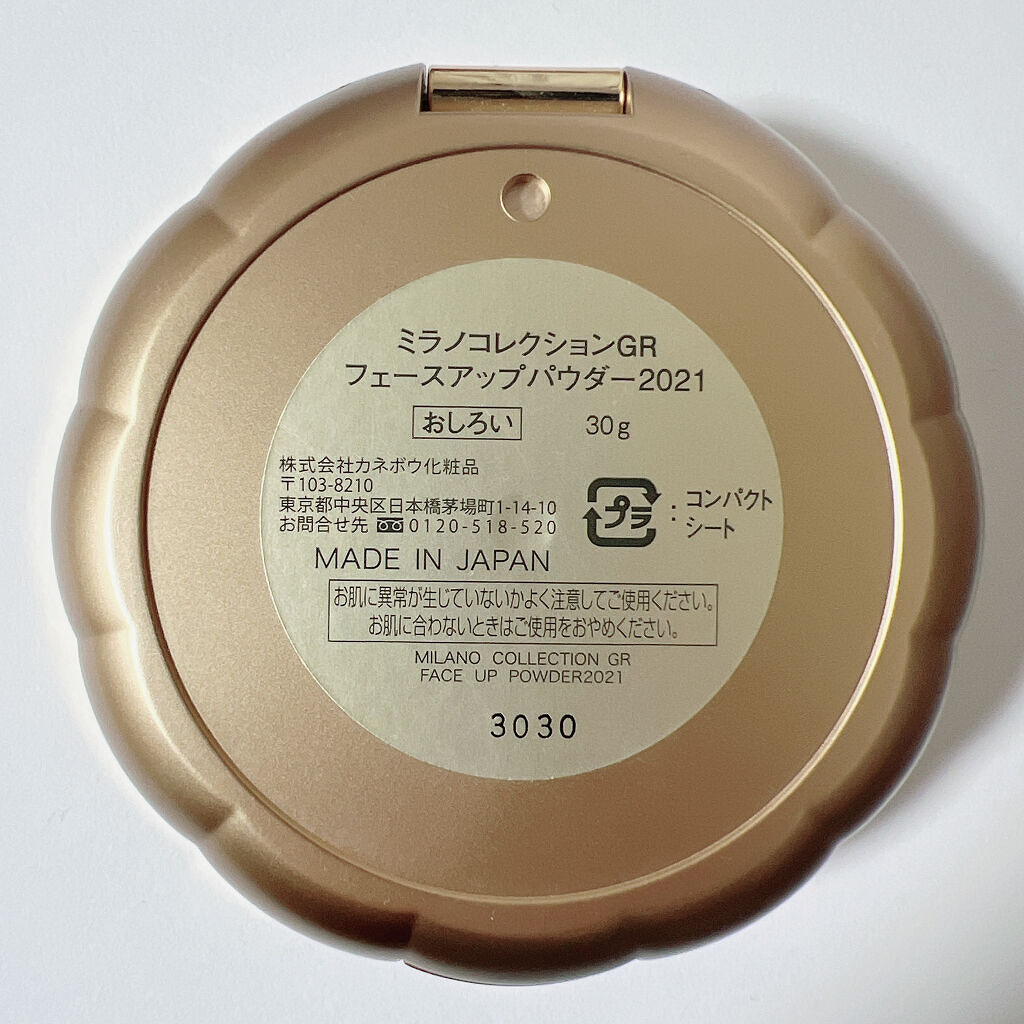 ミラノコレクションGR
フェースアップパウダー2021
おしろい 30g
株式会社カネボウ化粧品
〒103-8210
東京都中央区日本橋茅場町1-14-10
お問合せ先 0120-518-520
プラ : コンパクト
シート
MADE IN JAPAN
お肌に異常が生じていないかよく注意してご使用ください。
お肌に合わないときはご使用をおやめください。
MILANO COLLECTION GR
FACE UP POWDER2021
3030